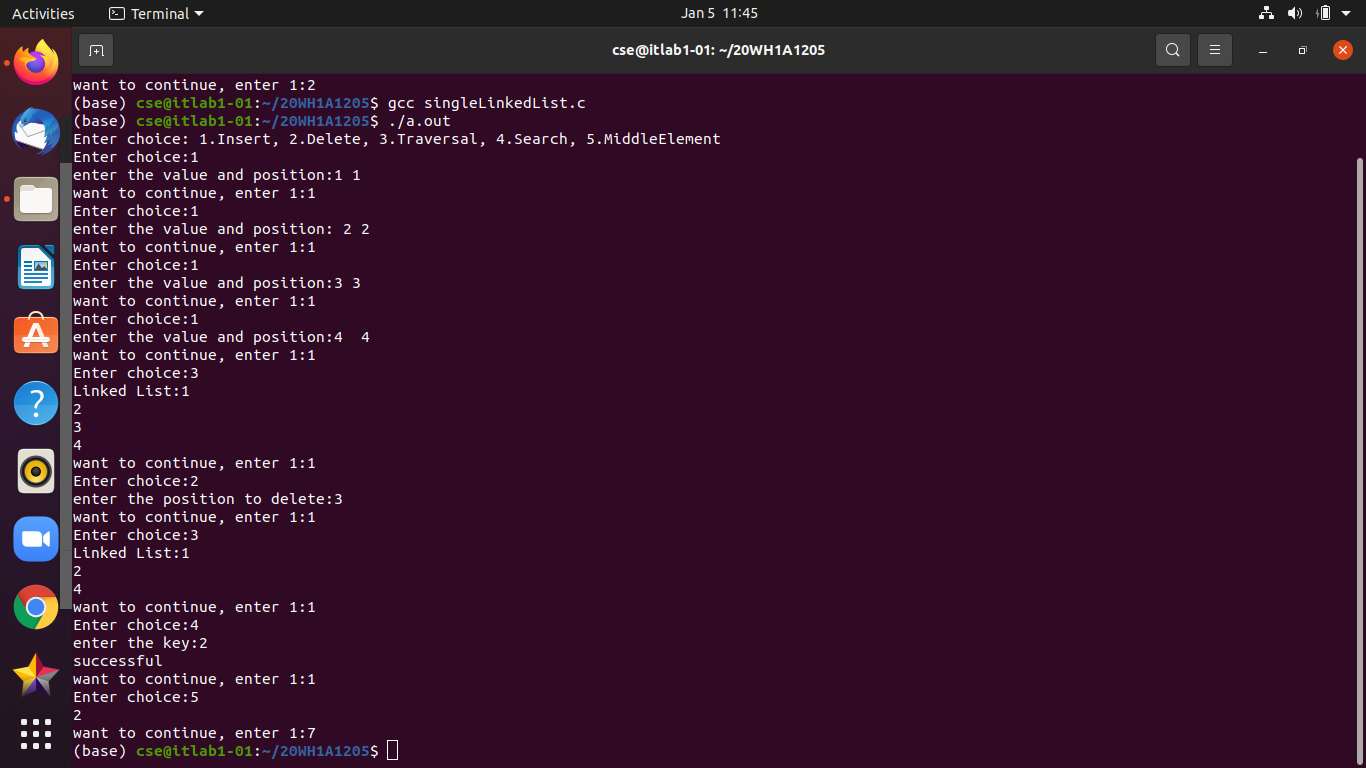 Activities
Terminal
Jan 5 11:45
cse@itlab1-01: ~/20WH1A1205
want to continue, enter 1:2
(base) cse@itlab1-01:~/20WH1A1205$ gcc singleLinkedList.c
(base) cse@itlab1-01:~/20WH1A1205$ ./a.out
Enter choice: 1.Insert, 2.Delete, 3.Traversal, 4.Search, 5.MiddleElement
Enter choice:1
enter the value and position:1 1
want to continue, enter 1:1
Enter choice:1
enter the value and position: 2 2
want to continue, enter 1:1
Enter choice:1
enter the value and position:3 3
want to continue, enter 1:1
Enter choice:1
enter the value and position:4  4
want to continue, enter 1:1
Enter choice:3
Linked List:1
2
3
4
want to continue, enter 1:1
Enter choice:2
enter the position to delete:3
want to continue, enter 1:1
Enter choice:3
Linked List:1
2
4
want to continue, enter 1:1
Enter choice:4
enter the key:2
successful
want to continue, enter 1:1
Enter choice:5
2
want to continue, enter 1:7
(base) cse@itlab1-01:~/20WH1A1205$